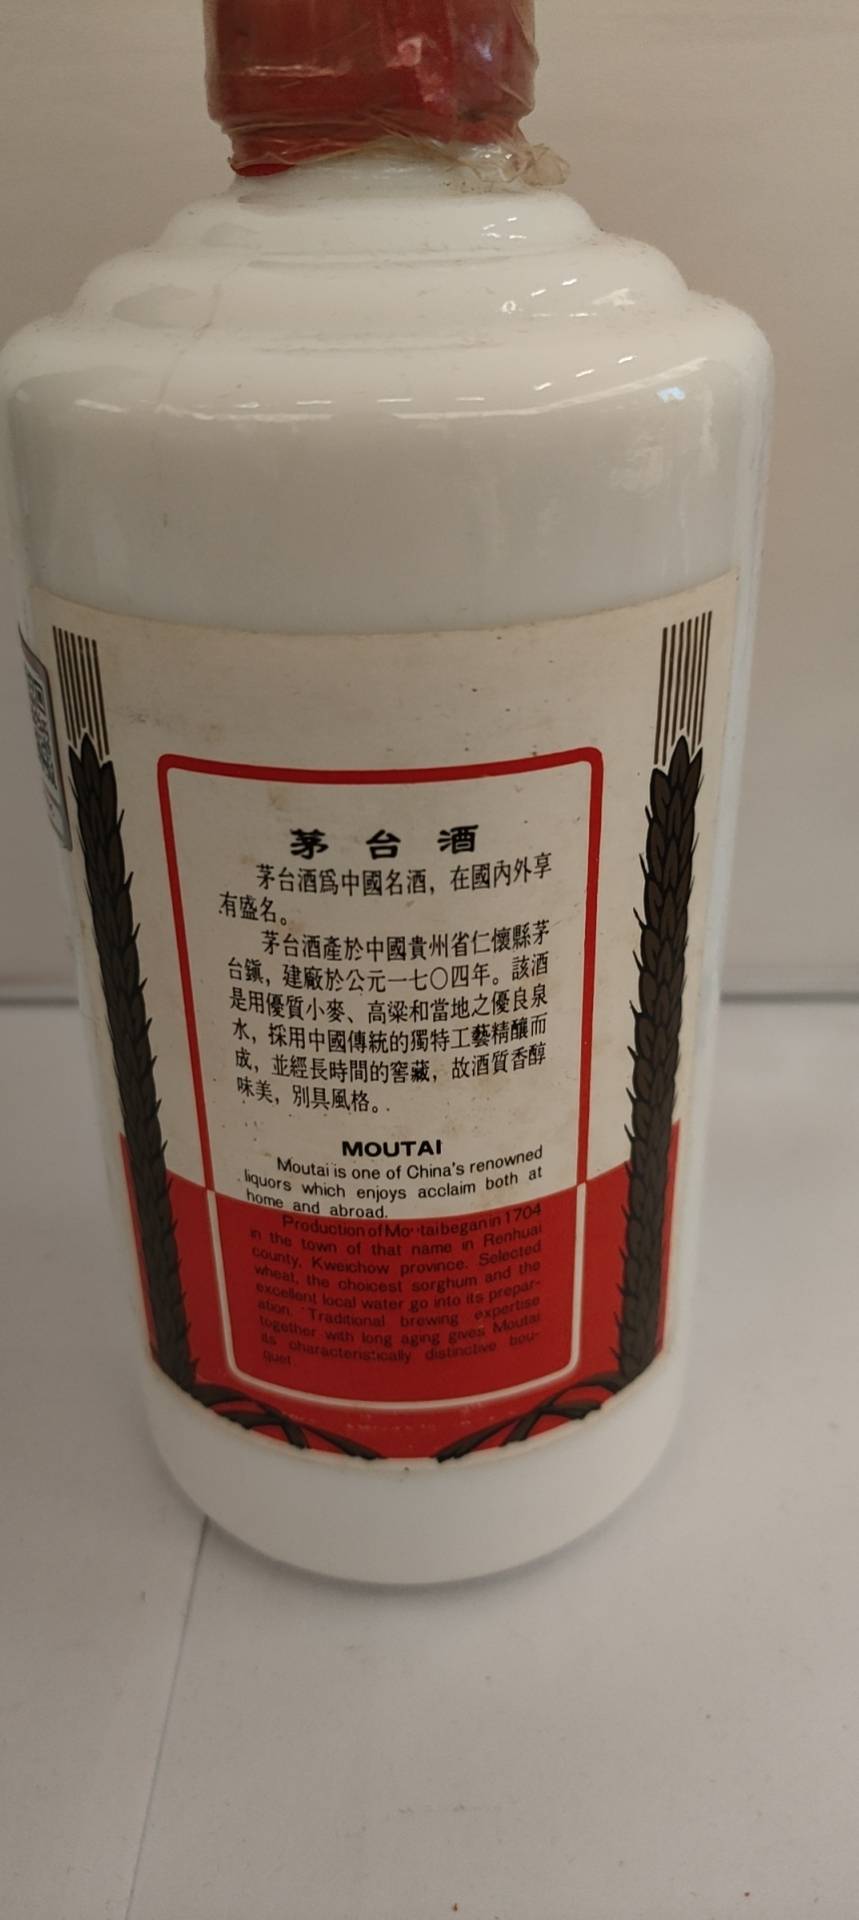 茅台酒
茅台酒爲中國名酒，在國內外享
有盛名。
茅台酒產於中國貴州省仁懷縣茅
台鎭，建廠於公元一七〇四年。該酒
是用優質小麥、高粱和當地之優良泉
水，採用中國傳統的獨特工藝精釀而
成，並經長時間的窖藏，故酒質香醇
味美，別具風格。
MOUTAI
Moutai is one of China's renowned
liquors which enjoys acclaim both at
home and abroad.
Production of Moutai began in 1704
in the town of that name in Renhuai
county, Kweichow province. Selected
wheat, the choicest sorghum and the
excellent local water go into its prepar-
ation. Traditional brewing expertise
together with long aging gives Moutai
its characteristically distinctive bou-
quet